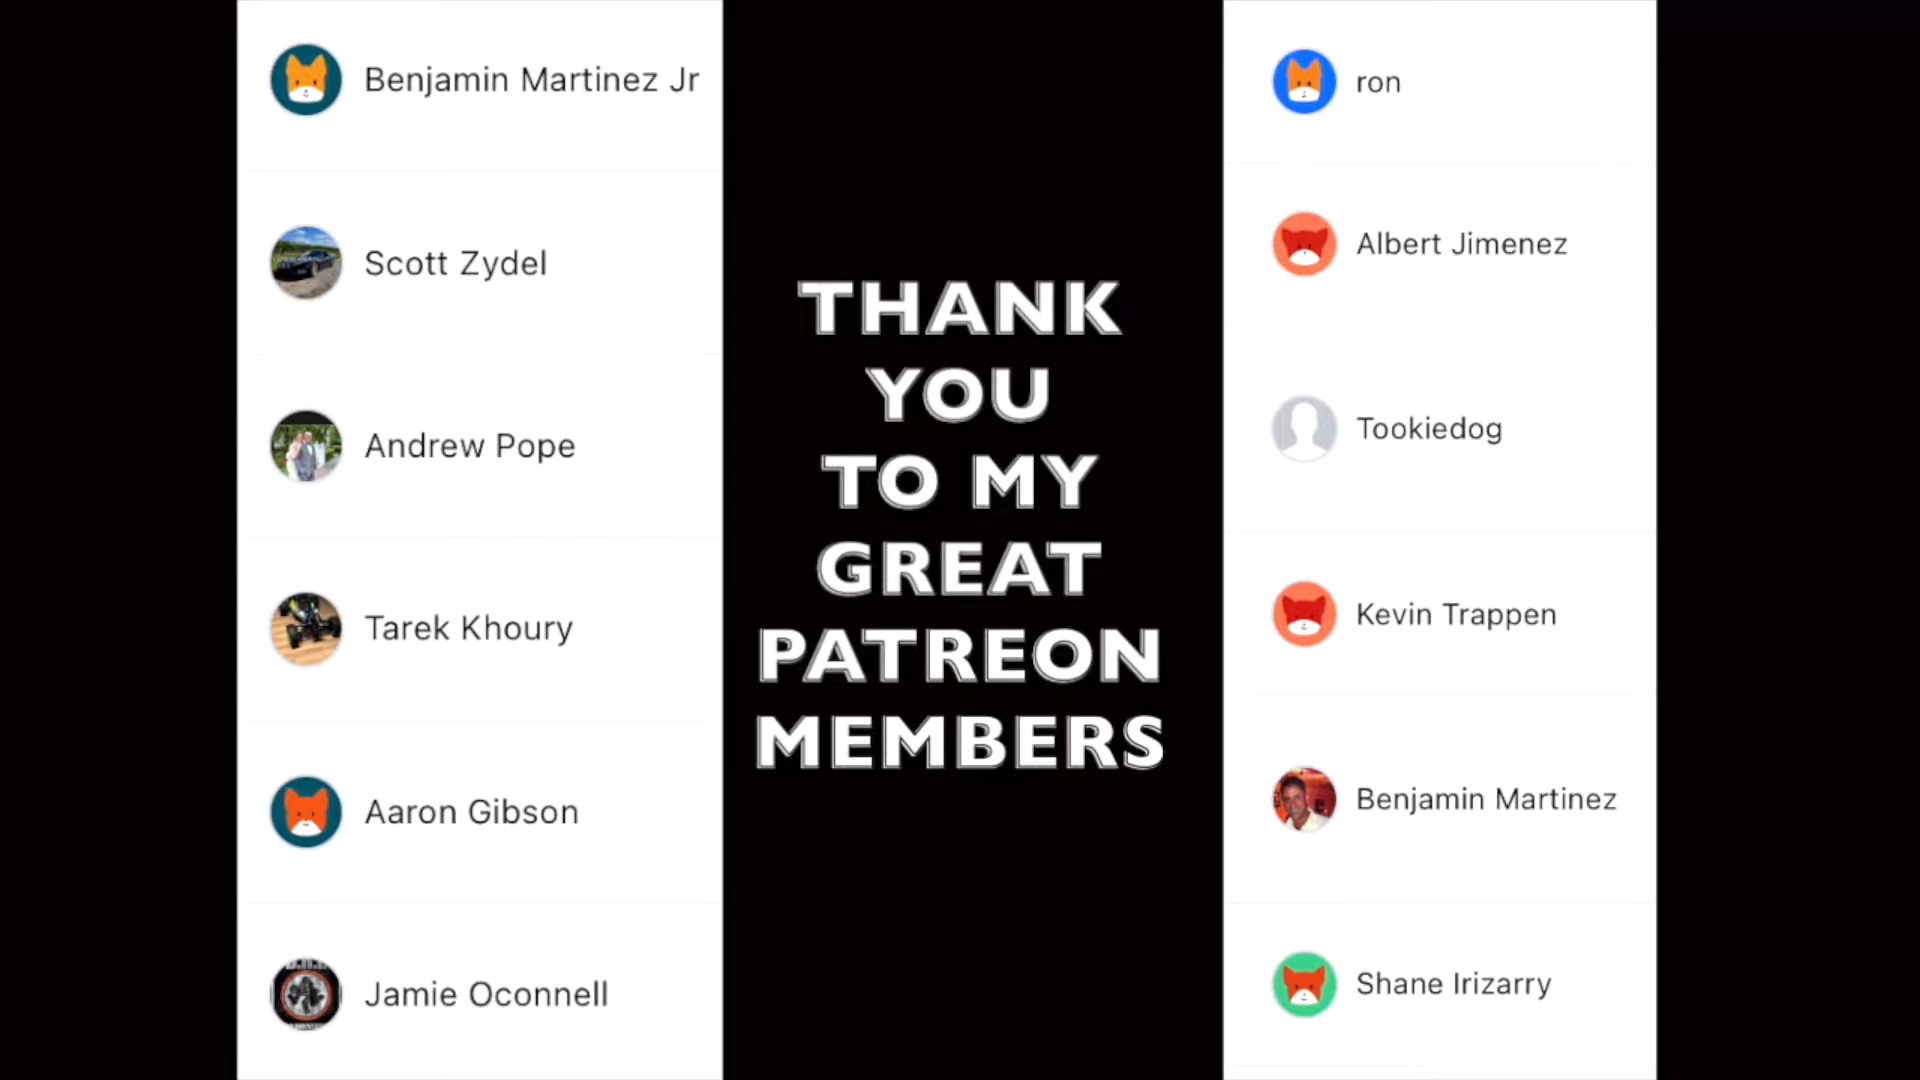 Benjamin Martinez Jr
Scott Zydel
Andrew Pope
Tarek Khoury
Aaron Gibson
Jamie Oconnell
THANK
YOU
TO MY
GREAT
PATREON
MEMBERS
ron
Albert Jimenez
Tookiedog
Kevin Trappen
Benjamin Martinez
Shane Irizarry